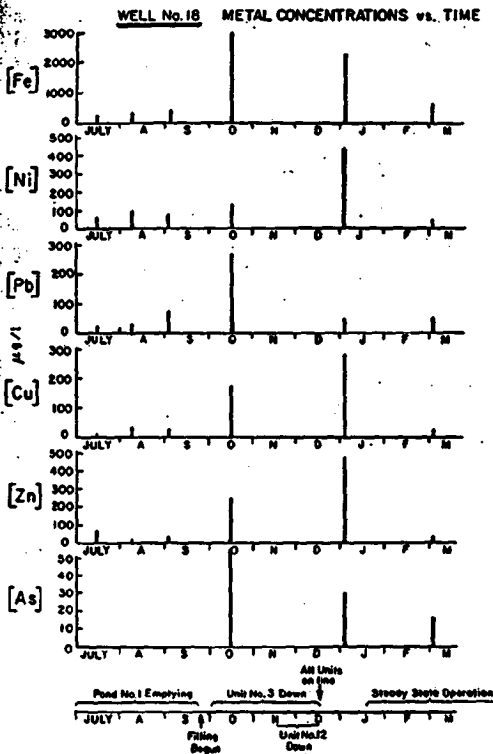 WELL No. 18 METAL CONCENTRATIONS vs. TIME
[Fe]
3000
2000
1000
0
JULY A S O N D J F M
[Ni]
500
400
300
200
100
0
JULY A S O N D J F M
[Pb]
300
200
100
0
JULY A S O N D J F M
µg/l
[Cu]
300
200
100
0
JULY A S O N D J F M
[Zn]
500
400
300
200
100
0
JULY A S O N D J F M
[As]
50
40
30
20
10
0
JULY A S O N D J F M
All Units
on line
Pond No. 1 Emptying Unit No. 3 Down Steady State Operation
JULY A S O N D J F M
Filling
Begun
Unit No. 12
Down